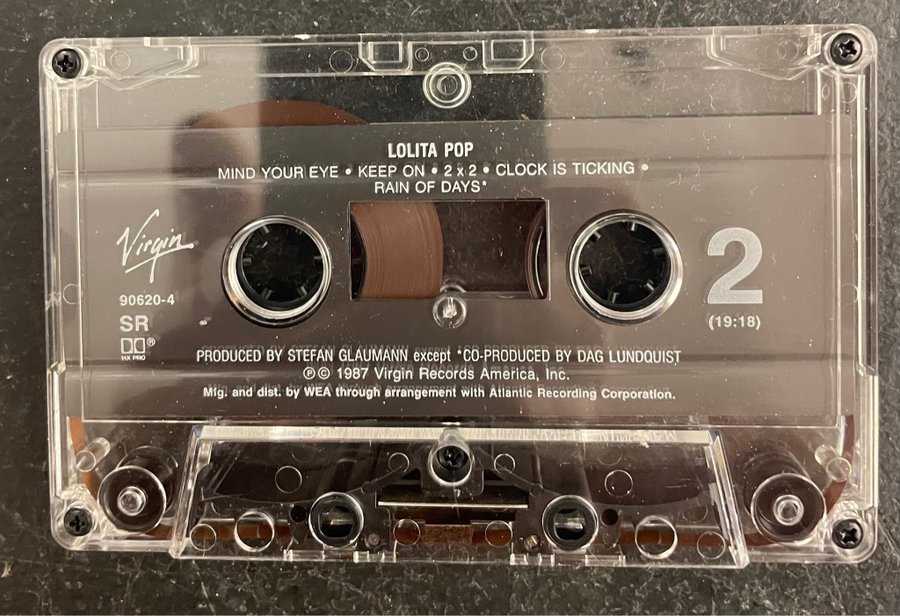 LOLITA POP
MIND YOUR EYE • KEEP ON • 2 x 2 • CLOCK IS TICKING •
RAIN OF DAYS*
Virgin
90620-4
SR
HX PRO
2
(19:18)
PRODUCED BY STEFAN GLAUMANN except *CO-PRODUCED BY DAG LUNDQUIST
℗ © 1987 Virgin Records America, Inc.
Mfg. and dist. by WEA through arrangement with Atlantic Recording Corporation.